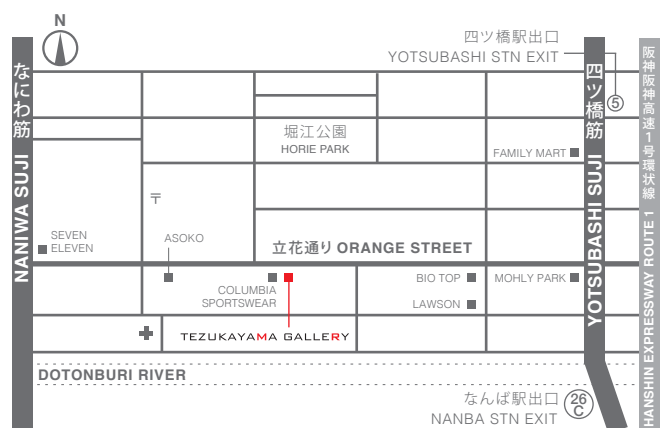 N
四ツ橋駅出口
YOTSUBASHI STN EXIT
5
なにわ筋
NANIWA SUJI
四ツ橋筋
YOTSUBASHI SUJI
阪神阪神高速1号環状線
HANSHIN EXPRESSWAY ROUTE 1
堀江公園
HORIE PARK
FAMILY MART
〒
SEVEN
ELEVEN
ASOKO
立花通り ORANGE STREET
COLUMBIA
SPORTSWEAR
BIO TOP
MOHLY PARK
LAWSON
TEZUKAYAMA GALLERY
DOTONBURI RIVER
なんば駅出口
NANBA STN EXIT
26
C